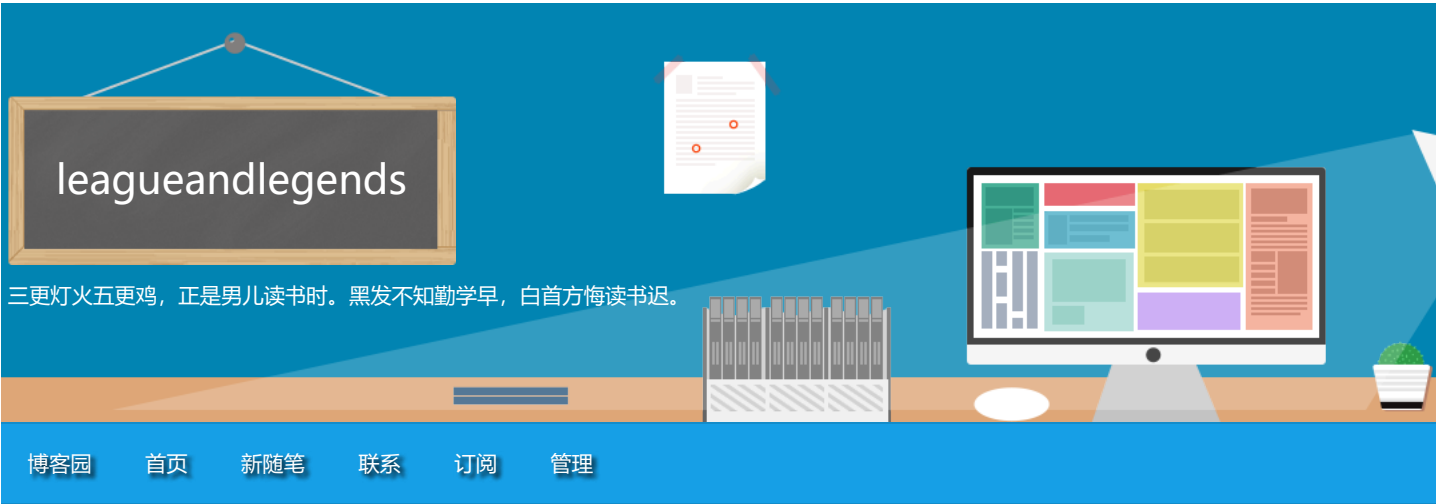 leagueandlegends
三更灯火五更鸡，正是男儿读书时。黑发不知勤学早，白首方悔读书迟。
博客园 首页 新随笔 联系 订阅 管理